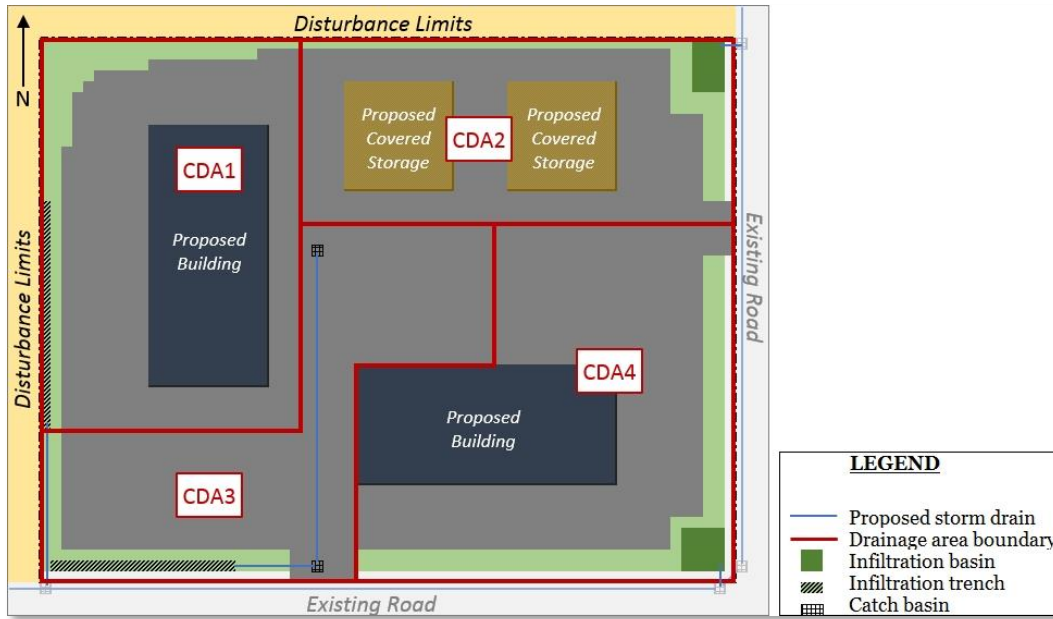 Disturbance Limits
N
Proposed
Covered
Storage
CDA2
Proposed
Covered
Storage
CDA1
Proposed
Building
Disturbance Limits
Existing Road
CDA4
Proposed
Building
CDA3
Existing Road
LEGEND
Proposed storm drain
Drainage area boundary
Infiltration basin
Infiltration trench
Catch basin